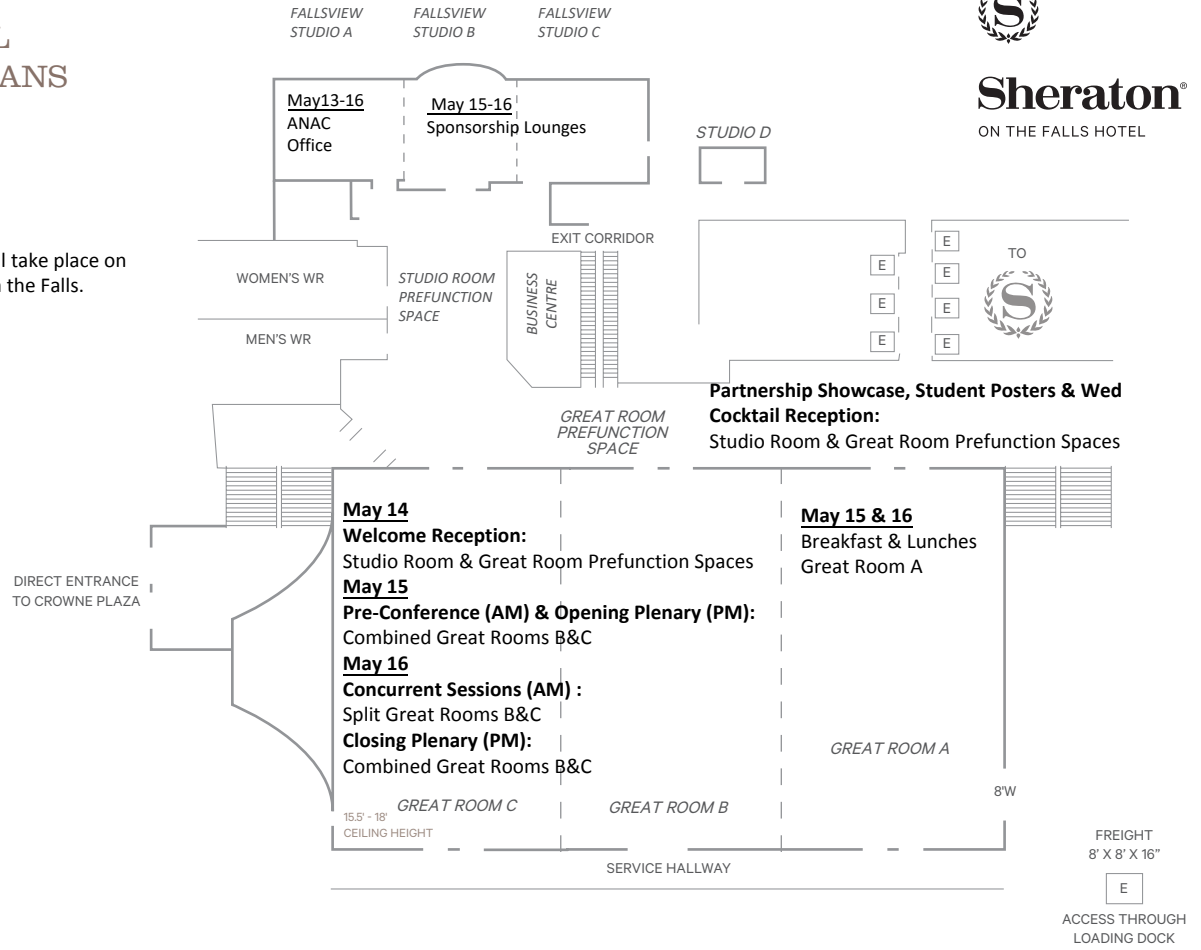 FALLSVIEW
STUDIO A
FALLSVIEW
STUDIO B
FALLSVIEW
STUDIO C
S
ANS
Sheraton®
ON THE FALLS HOTEL
May13-16
ANAC
Office
May 15-16
Sponsorship Lounges
STUDIO D
take place on
the Falls.
WOMEN'S WR
MEN'S WR
STUDIO ROOM
PREFUNCTION
SPACE
BUSINESS
CENTRE
EXIT CORRIDOR
E
E
E
E
E
E
E
TO
S
Partnership Showcase, Student Posters & Wed
Cocktail Reception:
Studio Room & Great Room Prefunction Spaces
GREAT ROOM
PREFUNCTION
SPACE
May 14
Welcome Reception:
Studio Room & Great Room Prefunction Spaces
May 15
Pre-Conference (AM) & Opening Plenary (PM):
Combined Great Rooms B&C
May 16
Concurrent Sessions (AM) :
Split Great Rooms B&C
Closing Plenary (PM):
Combined Great Rooms B&C
May 15 & 16
Breakfast & Lunches
Great Room A
DIRECT ENTRANCE
TO CROWNE PLAZA
GREAT ROOM A
GREAT ROOM B
GREAT ROOM C
15.5' - 18'
CEILING HEIGHT
8'W
SERVICE HALLWAY
FREIGHT
8' X 8' X 16"
E
ACCESS THROUGH
LOADING DOCK